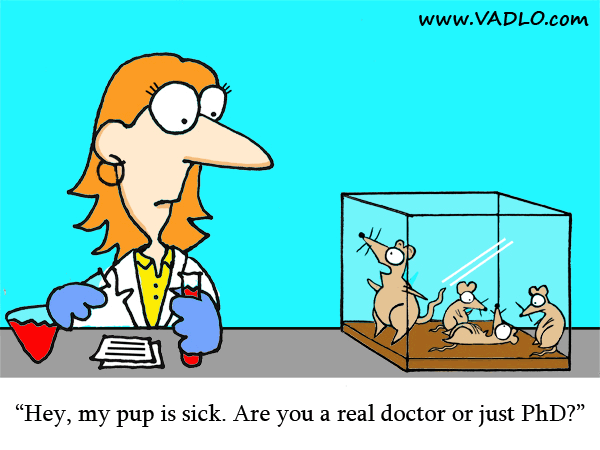 www.VADLO.com
“Hey, my pup is sick. Are you a real doctor or just PhD?”